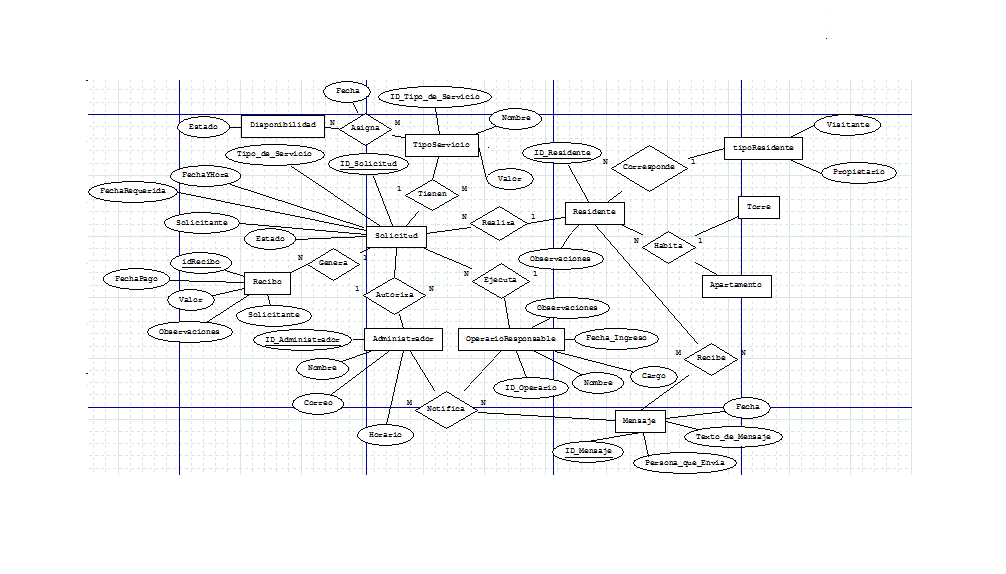 Fecha
ID_Tipo_de_Servicio
Estado
Disponibilidad
N
Asigna
M
Nombre
TipoServicio
Visitante
Tipo_de_Servicio
ID_Solicitud
ID_Residente
tipoResidente
N
Corresponde
1
FechaYHora
Valor
Propietario
FechaRequerida
1
Tienen
M
Solicitante
N
Realiza
1
Residente
Torre
Estado
Solicitud
N
Habita
1
idRecibo
N
Genera
1
Observaciones
FechaPago
Recibo
N
Ejecuta
1
Apartamento
Valor
1
Autoriza
N
Observaciones
Solicitante
Observaciones
ID_Administrador
Administrador
OperarioResponsable
Fecha_Ingreso
M
Recibe
N
Nombre
ID_Operario
Nombre
Cargo
Correo
M
Notifica
N
Fecha
Mensaje
Horario
Texto_de_Mensaje
ID_Mensaje
Persona_que_Envia